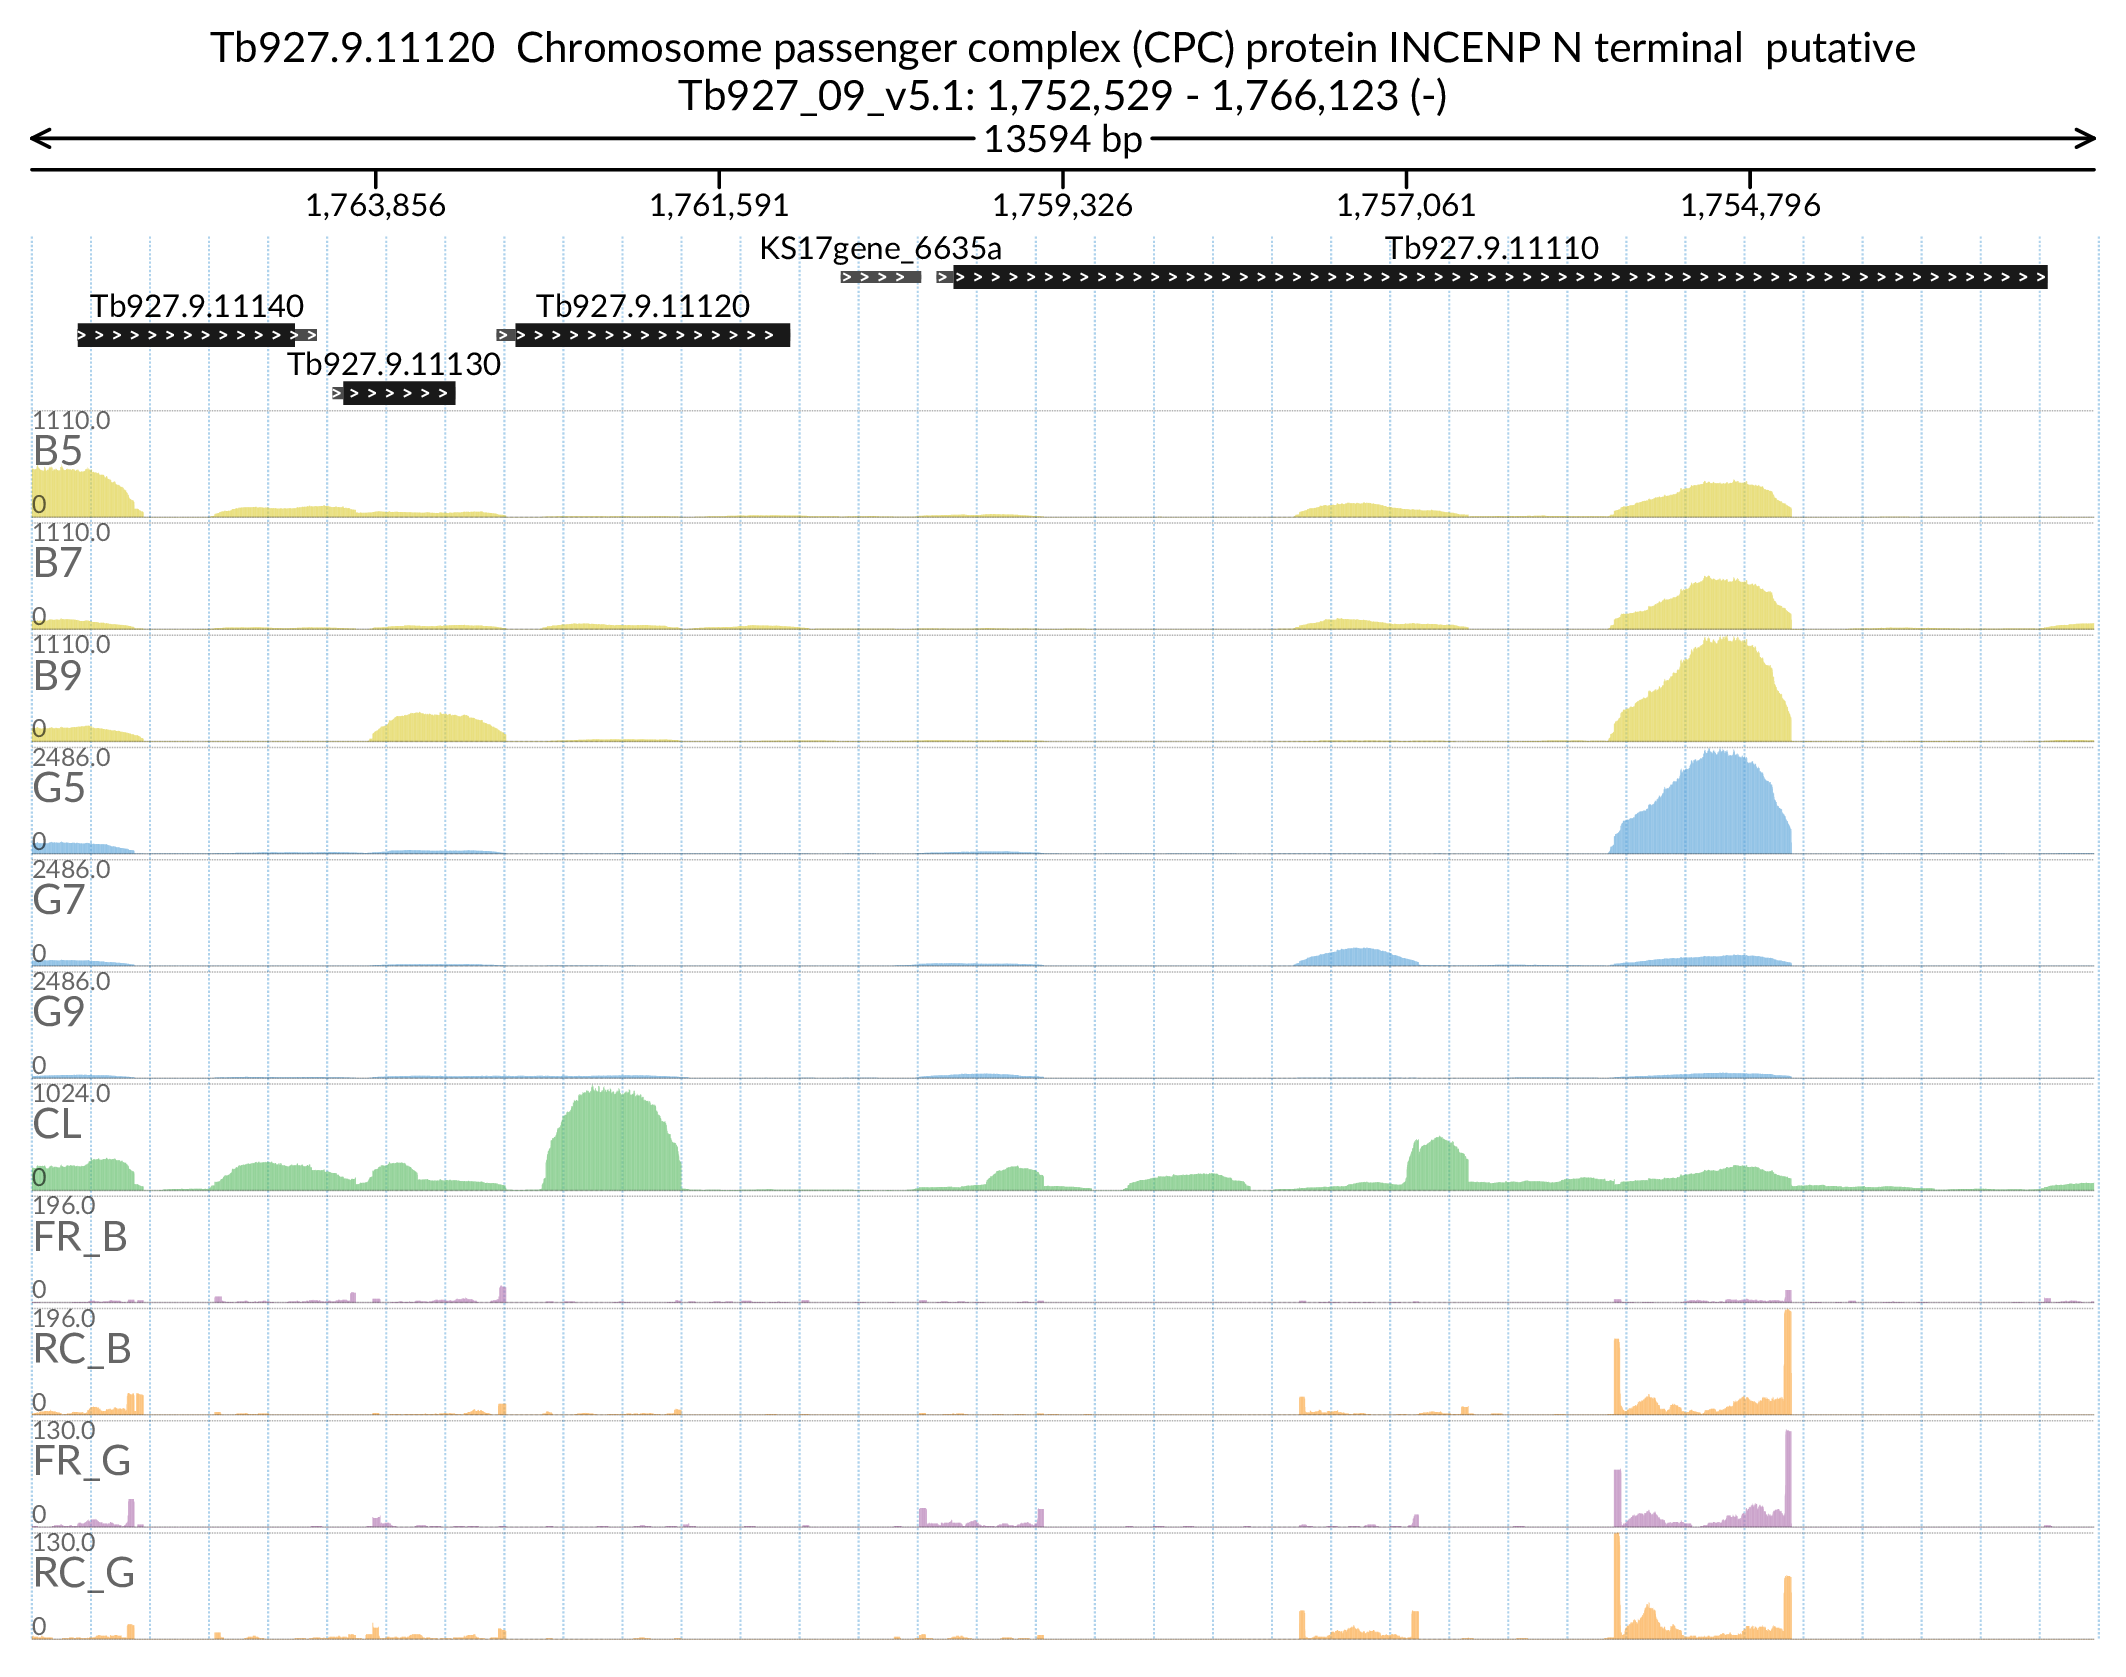 Tb927.9.11120  Chromosome passenger complex (CPC) protein INCENP N terminal  putative
Tb927_09_v5.1: 1,752,529 - 1,766,123 (-)
13594 bp
1,763,856 1,761,591 1,759,326 1,757,061 1,754,796
KS17gene_6635a Tb927.9.11110
Tb927.9.11140 Tb927.9.11120
Tb927.9.11130
1110.0
B5
0
1110.0
B7
0
1110.0
B9
0
2486.0
G5
0
2486.0
G7
0
2486.0
G9
0
1024.0
CL
0
196.0
FR_B
0
196.0
RC_B
0
130.0
FR_G
0
130.0
RC_G
0